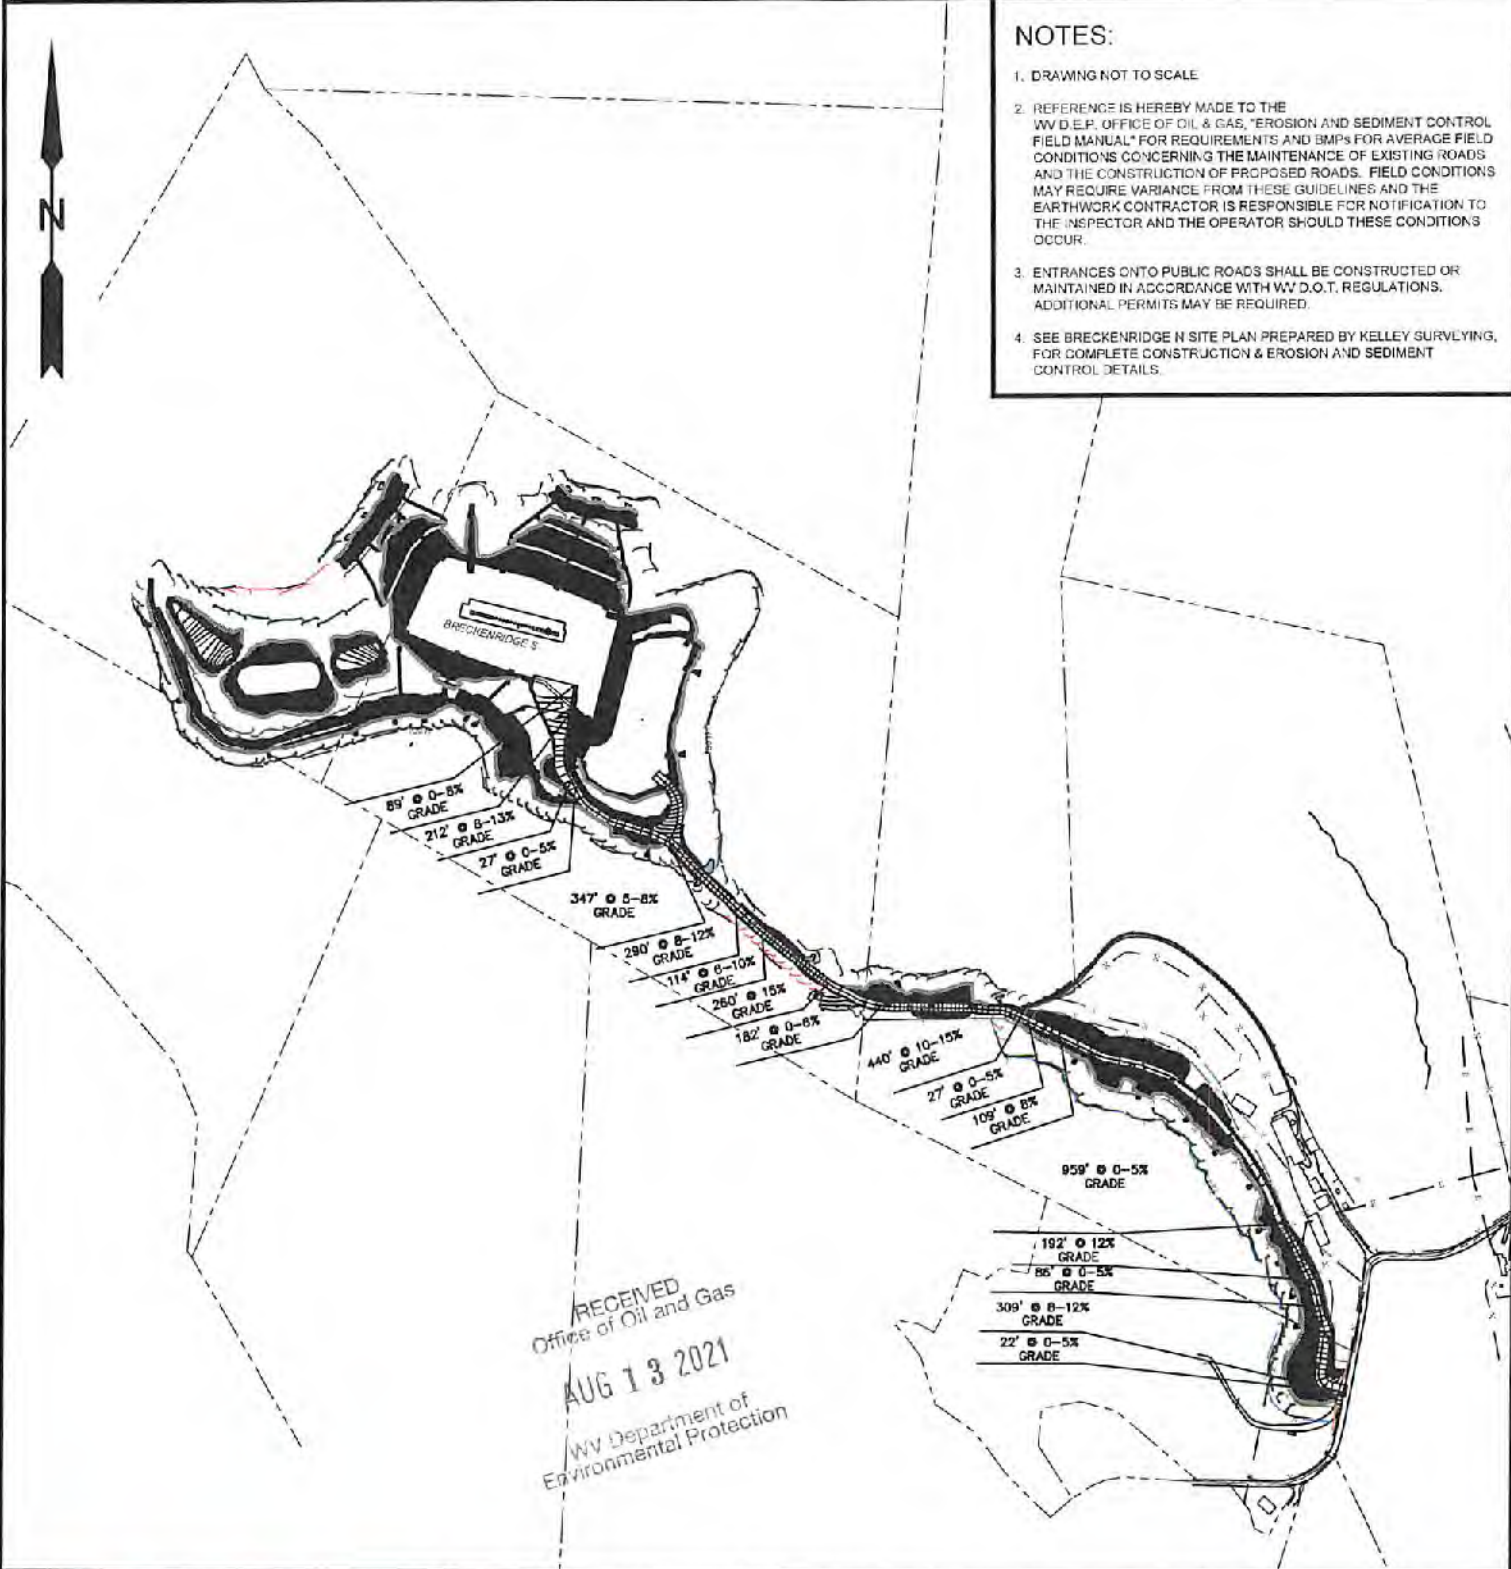 NOTES:
1. DRAWING NOT TO SCALE
2. REFERENCE IS HEREBY MADE TO THE
WV D.E.P. OFFICE OF OIL & GAS, "EROSION AND SEDIMENT CONTROL
FIELD MANUAL" FOR REQUIREMENTS AND BMPs FOR AVERAGE FIELD
CONDITIONS CONCERNING THE MAINTENANCE OF EXISTING ROADS
AND THE CONSTRUCTION OF PROPOSED ROADS. FIELD CONDITIONS
MAY REQUIRE VARIANCE FROM THESE GUIDELINES AND THE
EARTHWORK CONTRACTOR IS RESPONSIBLE FOR NOTIFICATION TO
THE INSPECTOR AND THE OPERATOR SHOULD THESE CONDITIONS
OCCUR.
3. ENTRANCES ONTO PUBLIC ROADS SHALL BE CONSTRUCTED OR
MAINTAINED IN ACCORDANCE WITH WV D.O.T. REGULATIONS.
ADDITIONAL PERMITS MAY BE REQUIRED.
4. SEE BRECKENRIDGE N SITE PLAN PREPARED BY KELLEY SURVEYING,
FOR COMPLETE CONSTRUCTION & EROSION AND SEDIMENT
CONTROL DETAILS.
N
BRECKENRIDGE S
89' @ 0-8%
GRADE
212' @ 8-13%
GRADE
27' @ 0-5%
GRADE
347' @ 5-8%
GRADE
290' @ 8-12%
GRADE
114' @ 6-10%
GRADE
260' @ 15%
GRADE
182' @ 0-6%
GRADE
440' @ 10-15%
GRADE
27' @ 0-5%
GRADE
109' @ 8%
GRADE
959' @ 0-5%
GRADE
192' @ 12%
GRADE
86' @ 0-5%
GRADE
309' @ 8-12%
GRADE
22' @ 0-5%
GRADE
RECEIVED
Office of Oil and Gas
AUG 13 2021
WV Department of
Environmental Protection